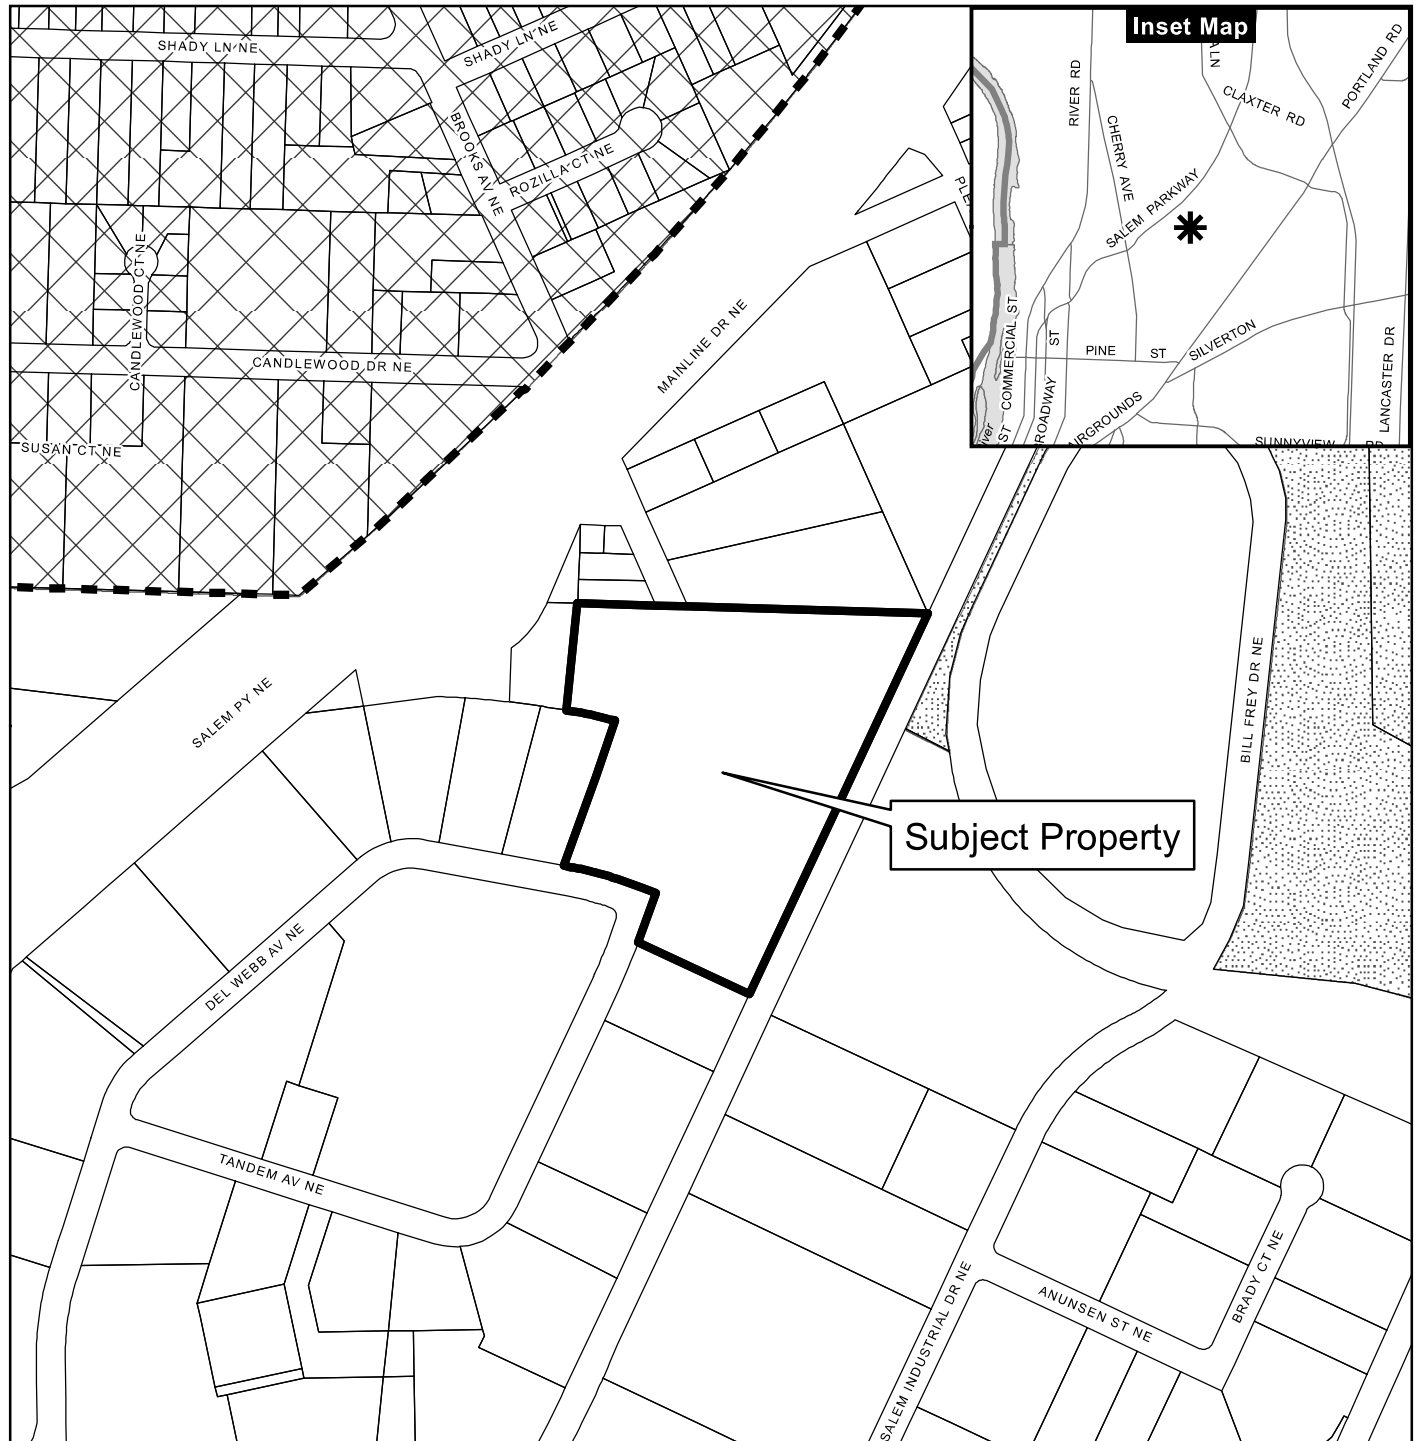 SHADY LN NE
SHADY LN NE
BROOKS AV NE
ROZILLA CT NE
CANDLEWOOD CT NE
CANDLEWOOD DR NE
SUSAN CT NE
MAINLINE DR NE
SALEM PY NE
DEL WEBB AV NE
TANDEM AV NE
Subject Property
BILL FREY DR NE
SALEM INDUSTRIAL DR NE
ANUNSEN ST NE
BRADY CT NE
Inset Map
RIVER RD
CHERRY AVE
CLAXTER RD
PORTLAND RD
SALEM PARKWAY
COMMERCIAL ST
ST
ST
PINE ST
SILVERTON
LANCASTER DR
SUNNYVIEW